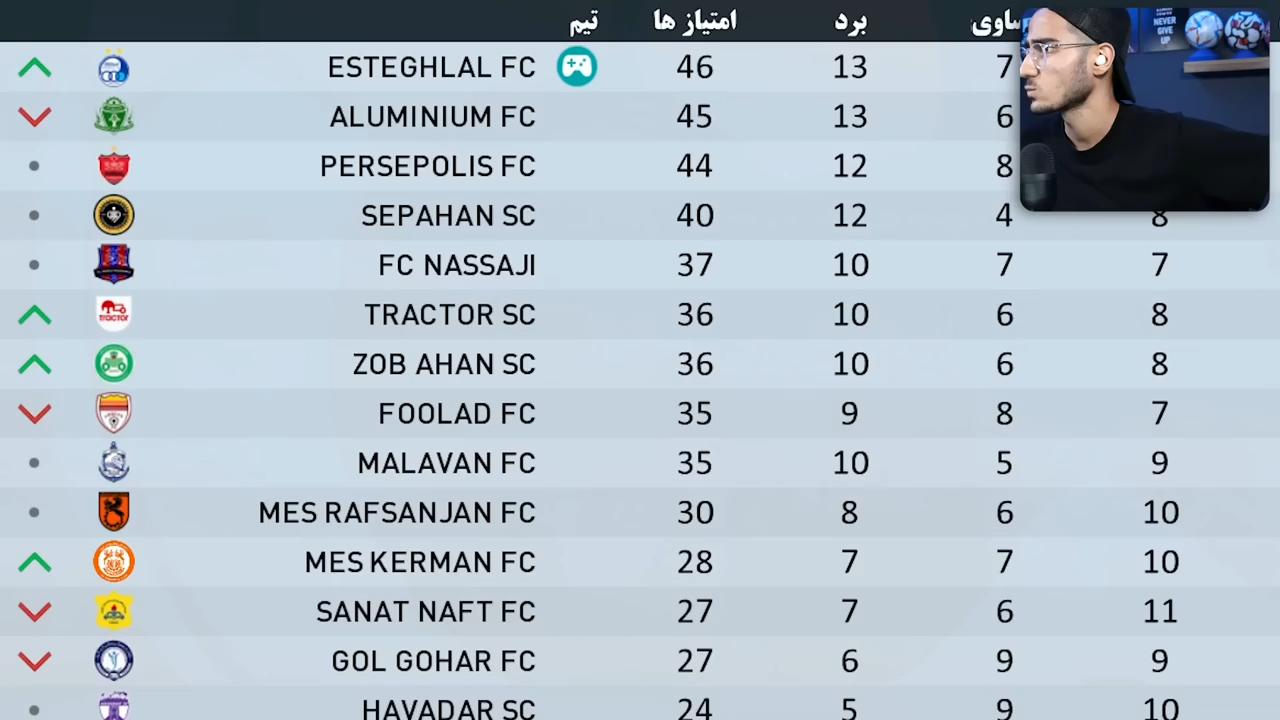 تیم امتیاز ها برد ساوی
ESTEGHLAL FC 46 13 7
ALUMINIUM FC 45 13 6
PERSEPOLIS FC 44 12 8
SEPAHAN SC 40 12 4 8
FC NASSAJI 37 10 7 7
TRACTOR SC 36 10 6 8
ZOB AHAN SC 36 10 6 8
FOOLAD FC 35 9 8 7
MALAVAN FC 35 10 5 9
MES RAFSANJAN FC 30 8 6 10
MES KERMAN FC 28 7 7 10
SANAT NAFT FC 27 7 6 11
GOL GOHAR FC 27 6 9 9
HAVADAR SC 24 5 9 10
NEVER
GIVE
UP
TRACTOR